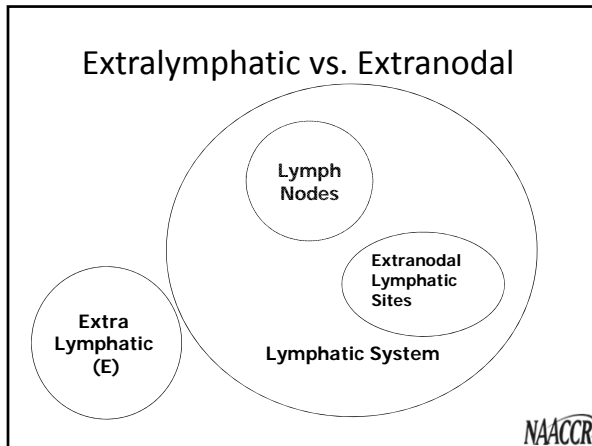 Extralymphatic vs. Extranodal
Lymph
Nodes
Extranodal
Lymphatic
Sites
Extra
Lymphatic
(E)
Lymphatic System
NAACCR